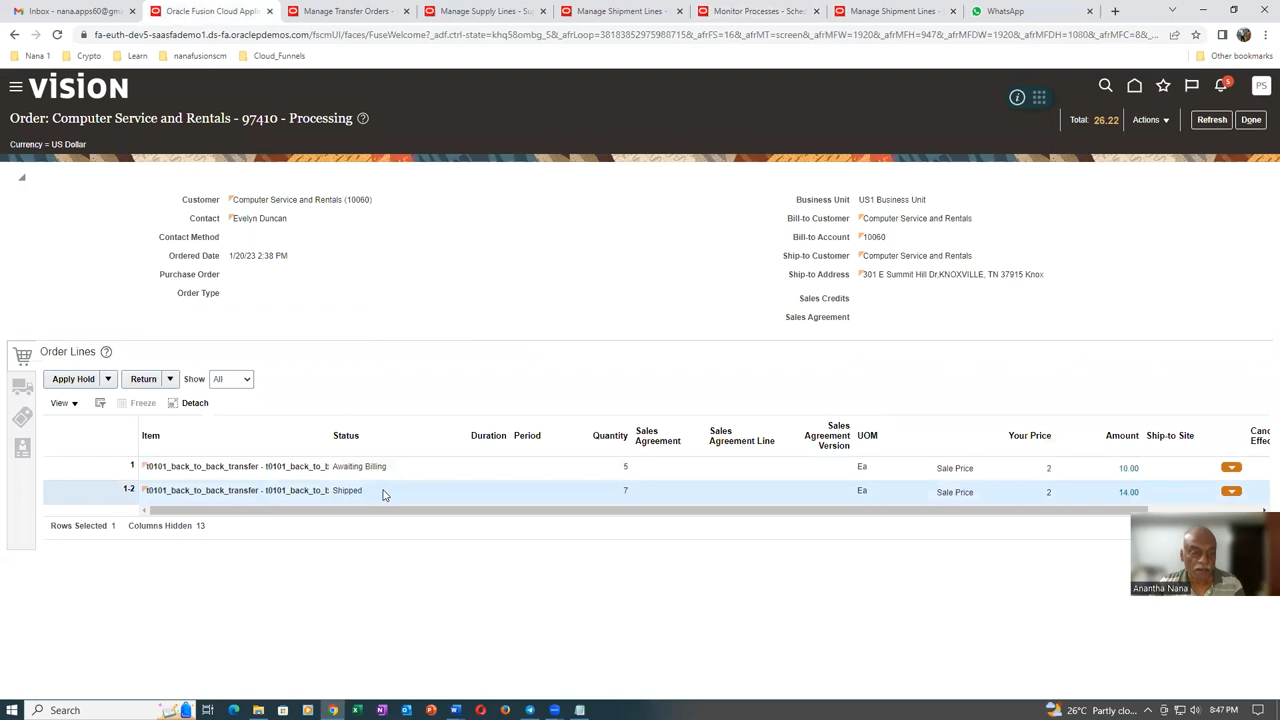 Inbox - nana.apps60@gma
Oracle Fusion Cloud Appli
Manage Transfer Orders -
Manage Supply Lines - Sup
Manage Shipment Lines -
Monitor Processes - Sched
Manage Shipment Lines -
WhatsApp
fa-euth-dev5-saasfademo1.ds-fa.oraclepdemos.com/fscmUI/faces/FuseWelcome?_adf.ctrl-state=khq58ombg_5&_afrLoop=38183852975988715&_afrFS=16&_afrMT=screen&_afrMFW=1920&_afrMFH=947&_afrMFDW=1920&_afrMFDH=1080&_afrMFC=8&...
Nana 1
Crypto
Learn
nanafusionscm
Cloud_Funnels
Other bookmarks
VISION
5
PS
Order: Computer Service and Rentals - 97410 - Processing
Total: 26.22
Actions
Refresh
Done
Currency = US Dollar
Customer Computer Service and Rentals (10060)
Business Unit US1 Business Unit
Contact Evelyn Duncan
Bill-to Customer Computer Service and Rentals
Contact Method
Bill-to Account 10060
Ordered Date 1/20/23 2:38 PM
Ship-to Customer Computer Service and Rentals
Purchase Order
Ship-to Address 301 E Summit Hill Dr,KNOXVILLE, TN 37915 Knox
Order Type
Sales Credits
Sales Agreement
Order Lines
Apply Hold
Return
Show All
View
Freeze
Detach
Item
Status
Duration
Period
Quantity
Sales Agreement
Sales Agreement Line
Sales Agreement Version
UOM
Your Price
Amount
Ship-to Site
Canc Effec
1 t0101_back_to_back_transfer - t0101_back_to_b Awaiting Billing 5 Ea Sale Price 2 10.00
1-2 t0101_back_to_back_transfer - t0101_back_to_b Shipped 7 Ea Sale Price 2 14.00
Rows Selected 1 Columns Hidden 13
Anantha Nana
Search
26°C Partly clo...
8:47 PM